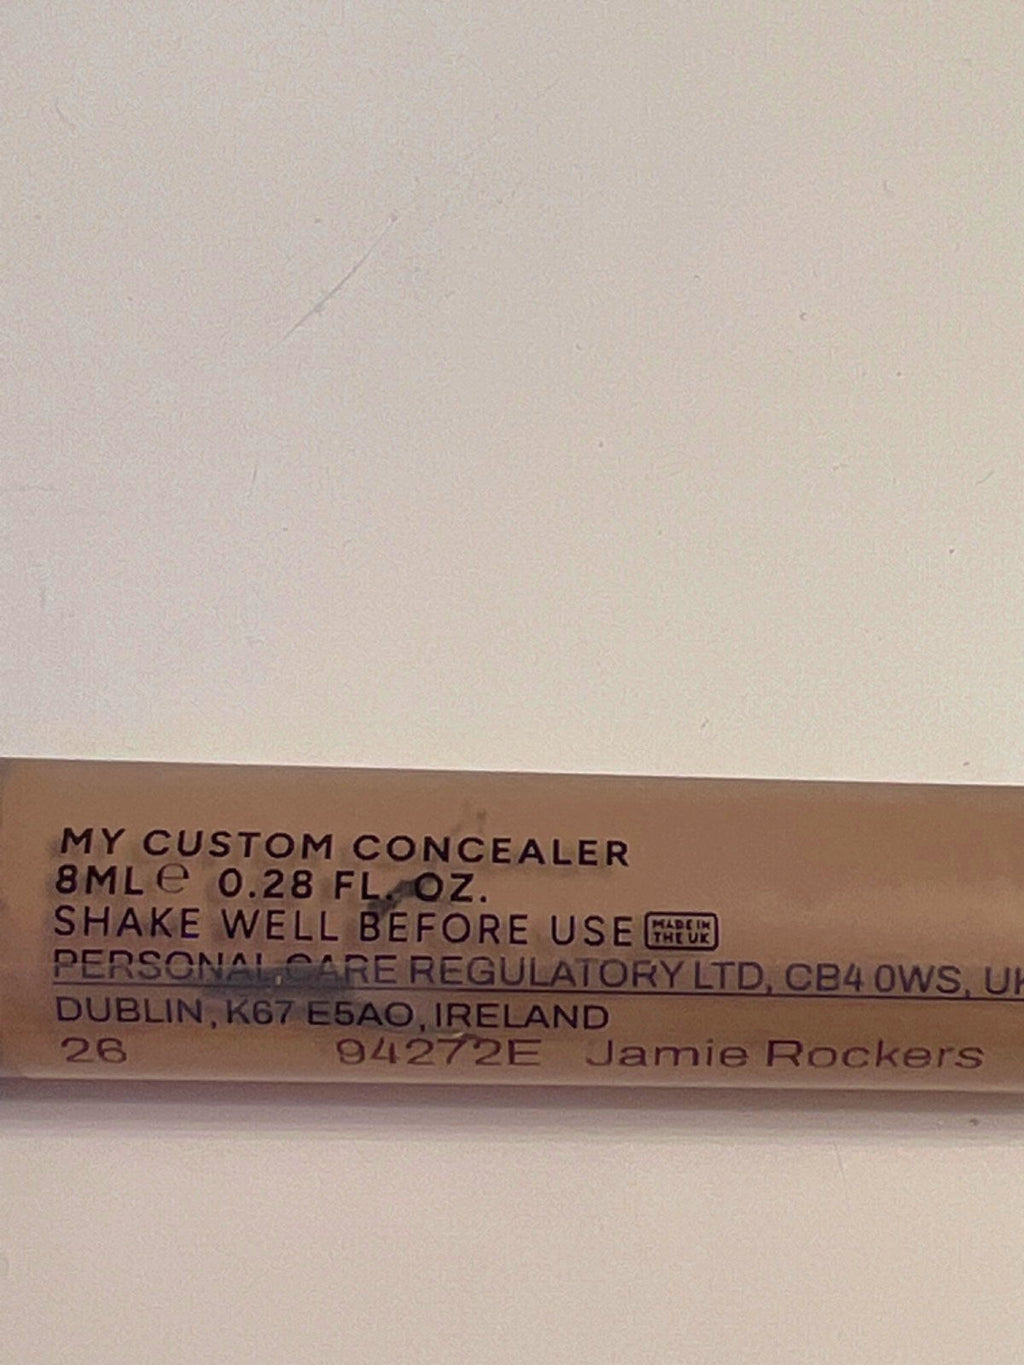 MY CUSTOM CONCEALER
8ML℮ 0.28 FL. OZ.
SHAKE WELL BEFORE USE MADE IN THE UK
PERSONAL CARE REGULATORY LTD, CB4 0WS, UK
DUBLIN, K67 E5AO, IRELAND
26 94272E Jamie Rockers